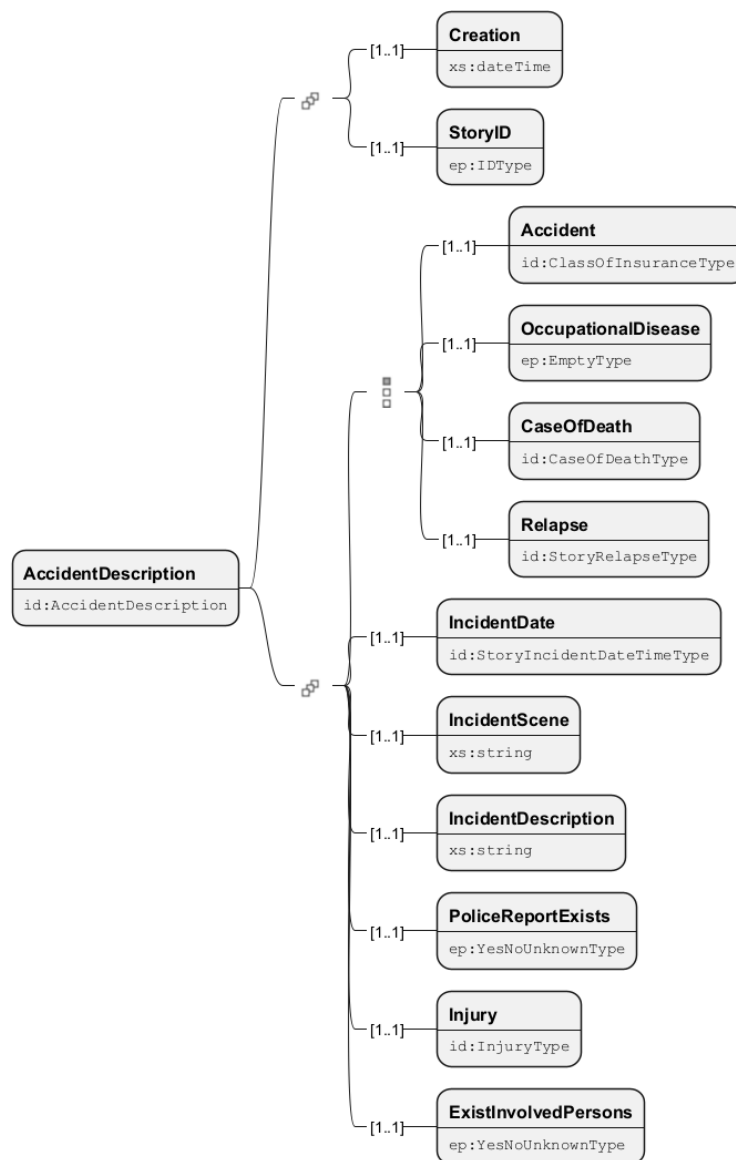 [1..1]
Creation
xs:dateTime
[1..1]
StoryID
ep:IDType
[1..1]
Accident
id:ClassOfInsuranceType
[1..1]
OccupationalDisease
ep:EmptyType
[1..1]
CaseOfDeath
id:CaseOfDeathType
[1..1]
Relapse
id:StoryRelapseType
AccidentDescription
id:AccidentDescription
[1..1]
IncidentDate
id:StoryIncidentDateTimeType
[1..1]
IncidentScene
xs:string
[1..1]
IncidentDescription
xs:string
[1..1]
PoliceReportExists
ep:YesNoUnknownType
[1..1]
Injury
id:InjuryType
[1..1]
ExistInvolvedPersons
ep:YesNoUnknownType